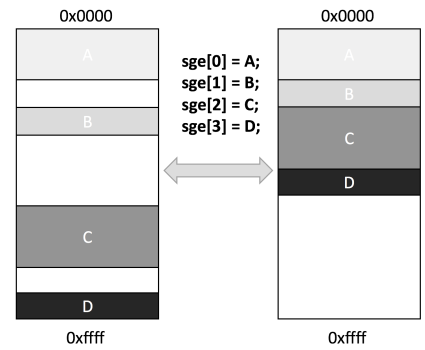 0x0000
A
B
C
D
0xffff
sge[0] = A;
sge[1] = B;
sge[2] = C;
sge[3] = D;
0x0000
A
B
C
D
0xffff